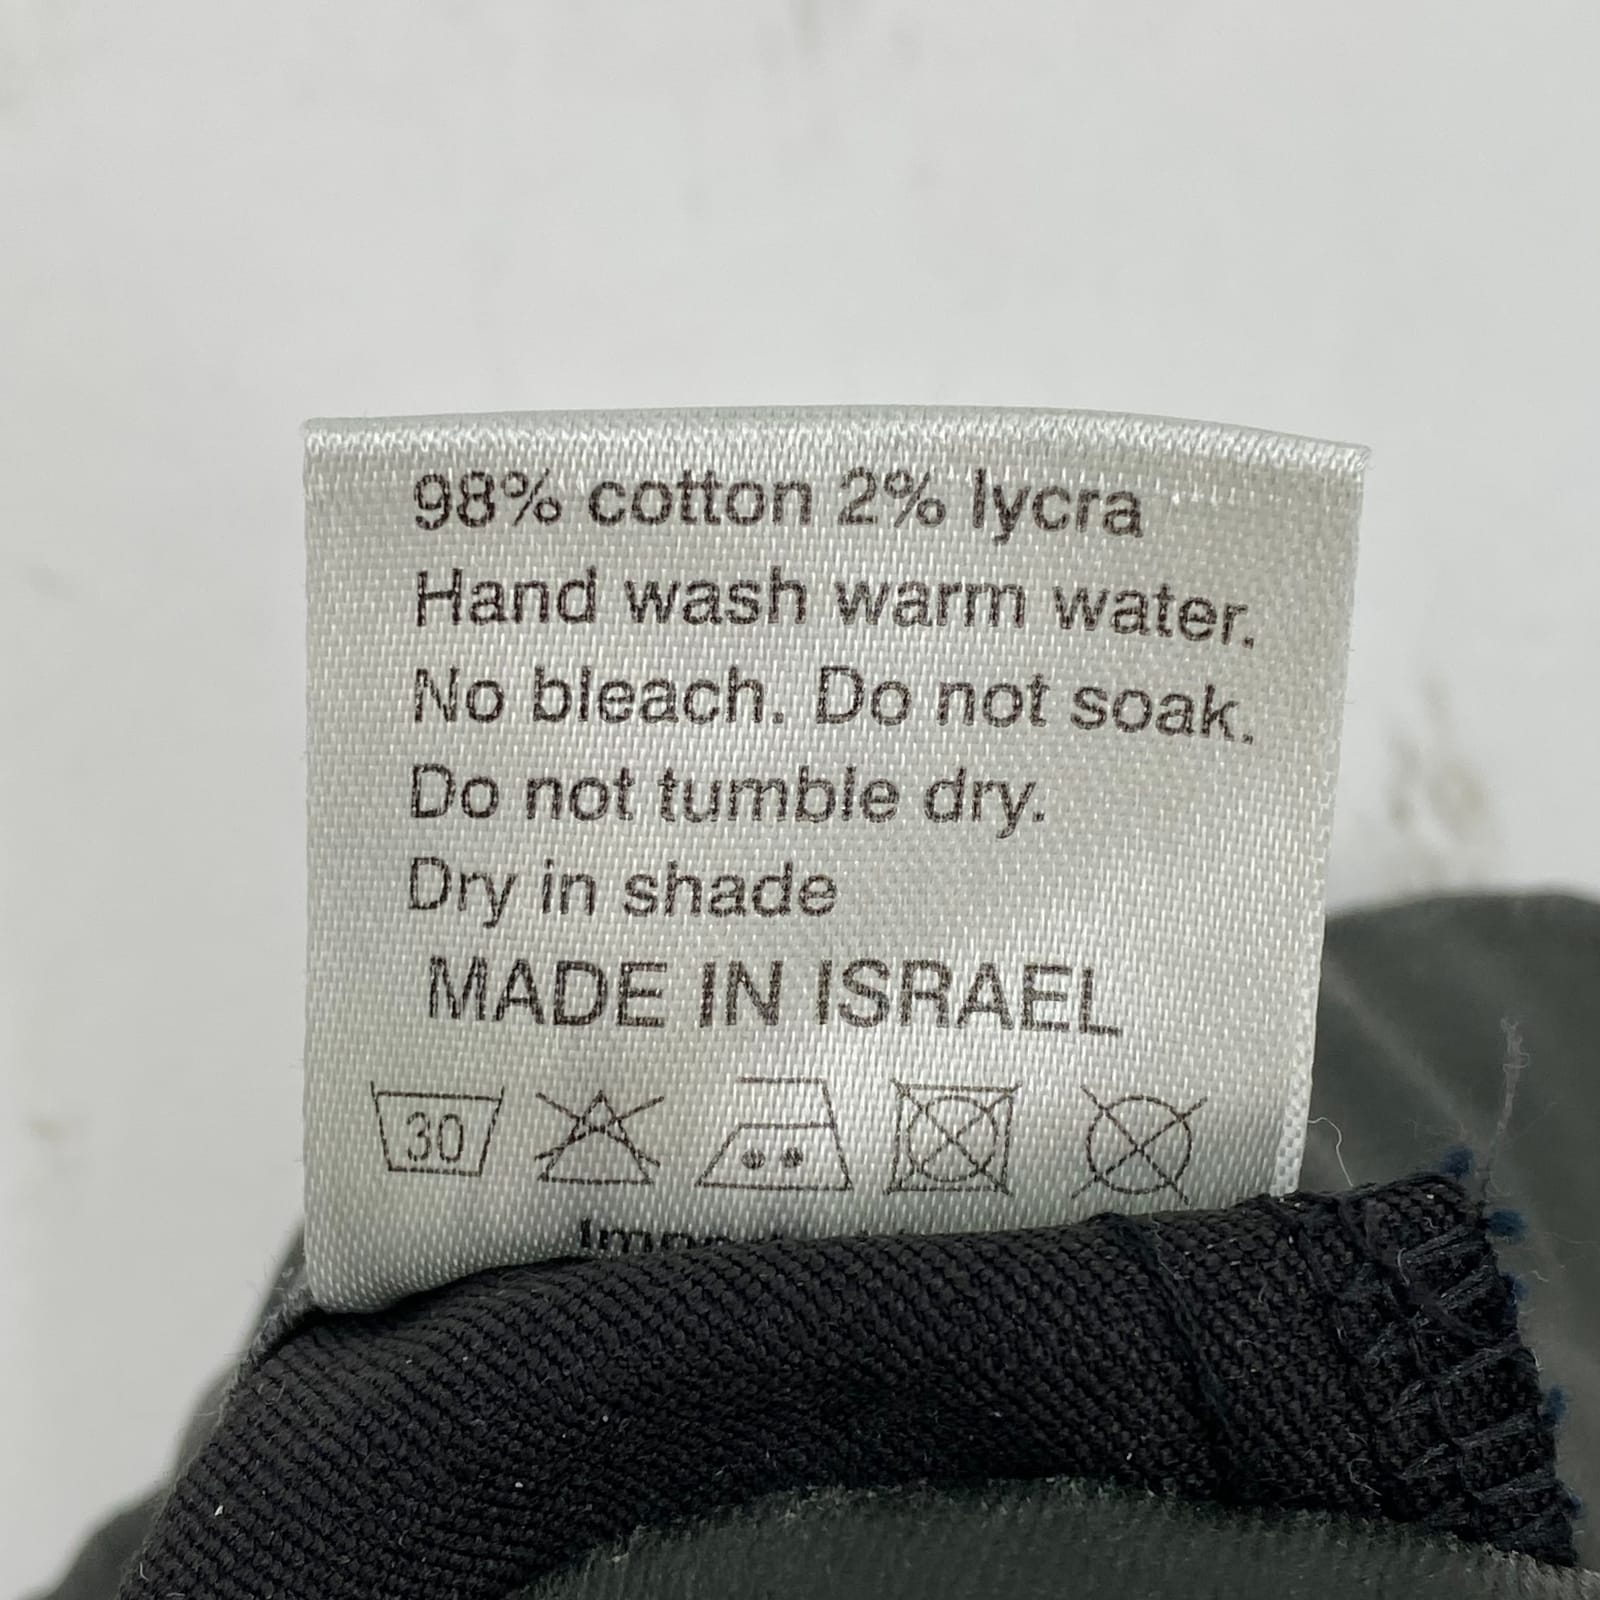 98% cotton 2% lycra
Hand wash warm water.
No bleach. Do not soak.
Do not tumble dry.
Dry in shade
MADE IN ISRAEL
30